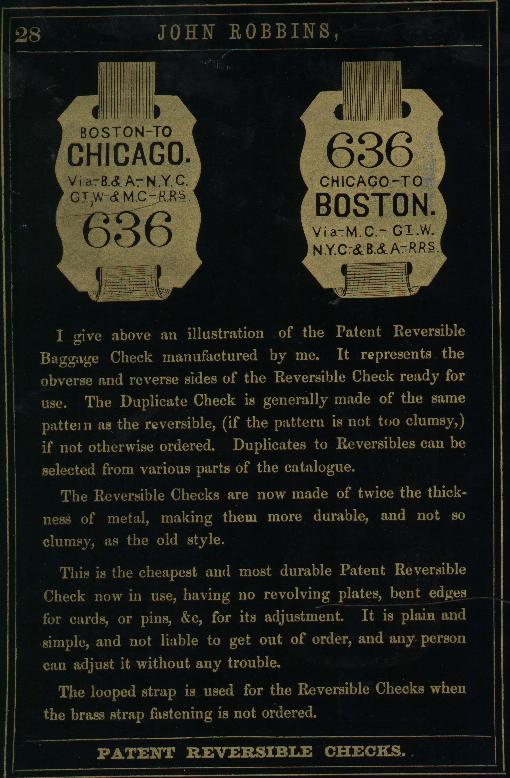 28
JOHN ROBBINS,
BOSTON-TO
CHICAGO.
Via-B.& A-N.Y.C.
GT.W-& M.C-R.RS.
636
636
CHICAGO-TO
BOSTON.
Via-M.C.-GT.W.
N.Y.C-& B.& A-R.RS.
I give above an illustration of the Patent Reversible
Baggage Check manufactured by me. It represents the
obverse and reverse sides of the Reversible Check ready for
use. The Duplicate Check is generally made of the same
pattern as the reversible, (if the pattern is not too clumsy,)
if not otherwise ordered. Duplicates to Reversibles can be
selected from various parts of the catalogue.
The Reversible Checks are now made of twice the thick-
ness of metal, making them more durable, and not so
clumsy, as the old style.
This is the cheapest and most durable Patent Reversible
Check now in use, having no revolving plates, bent edges
for cards, or pins, &c, for its adjustment. It is plain and
simple, and not liable to get out of order, and any person
can adjust it without any trouble.
The looped strap is used for the Reversible Checks when
the brass strap fastening is not ordered.
PATENT REVERSIBLE CHECKS.